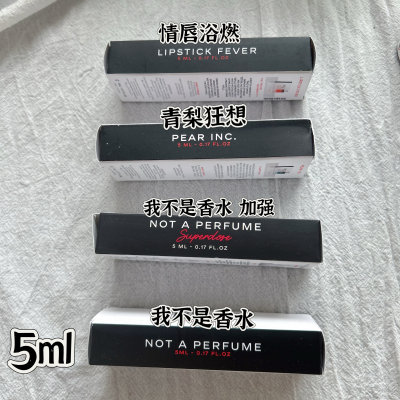 情唇浴燃
LIPSTICK FEVER
5 ML - 0.17 FL. OZ
青梨狂想
PEAR INC.
5 ML - 0.17 FL.OZ
我不是香水 加强
NOT A PERFUME
Superdose
5 ML - 0.17 FL.OZ
我不是香水
NOT A PERFUME
5ML - 0.17 FL.OZ
5ml